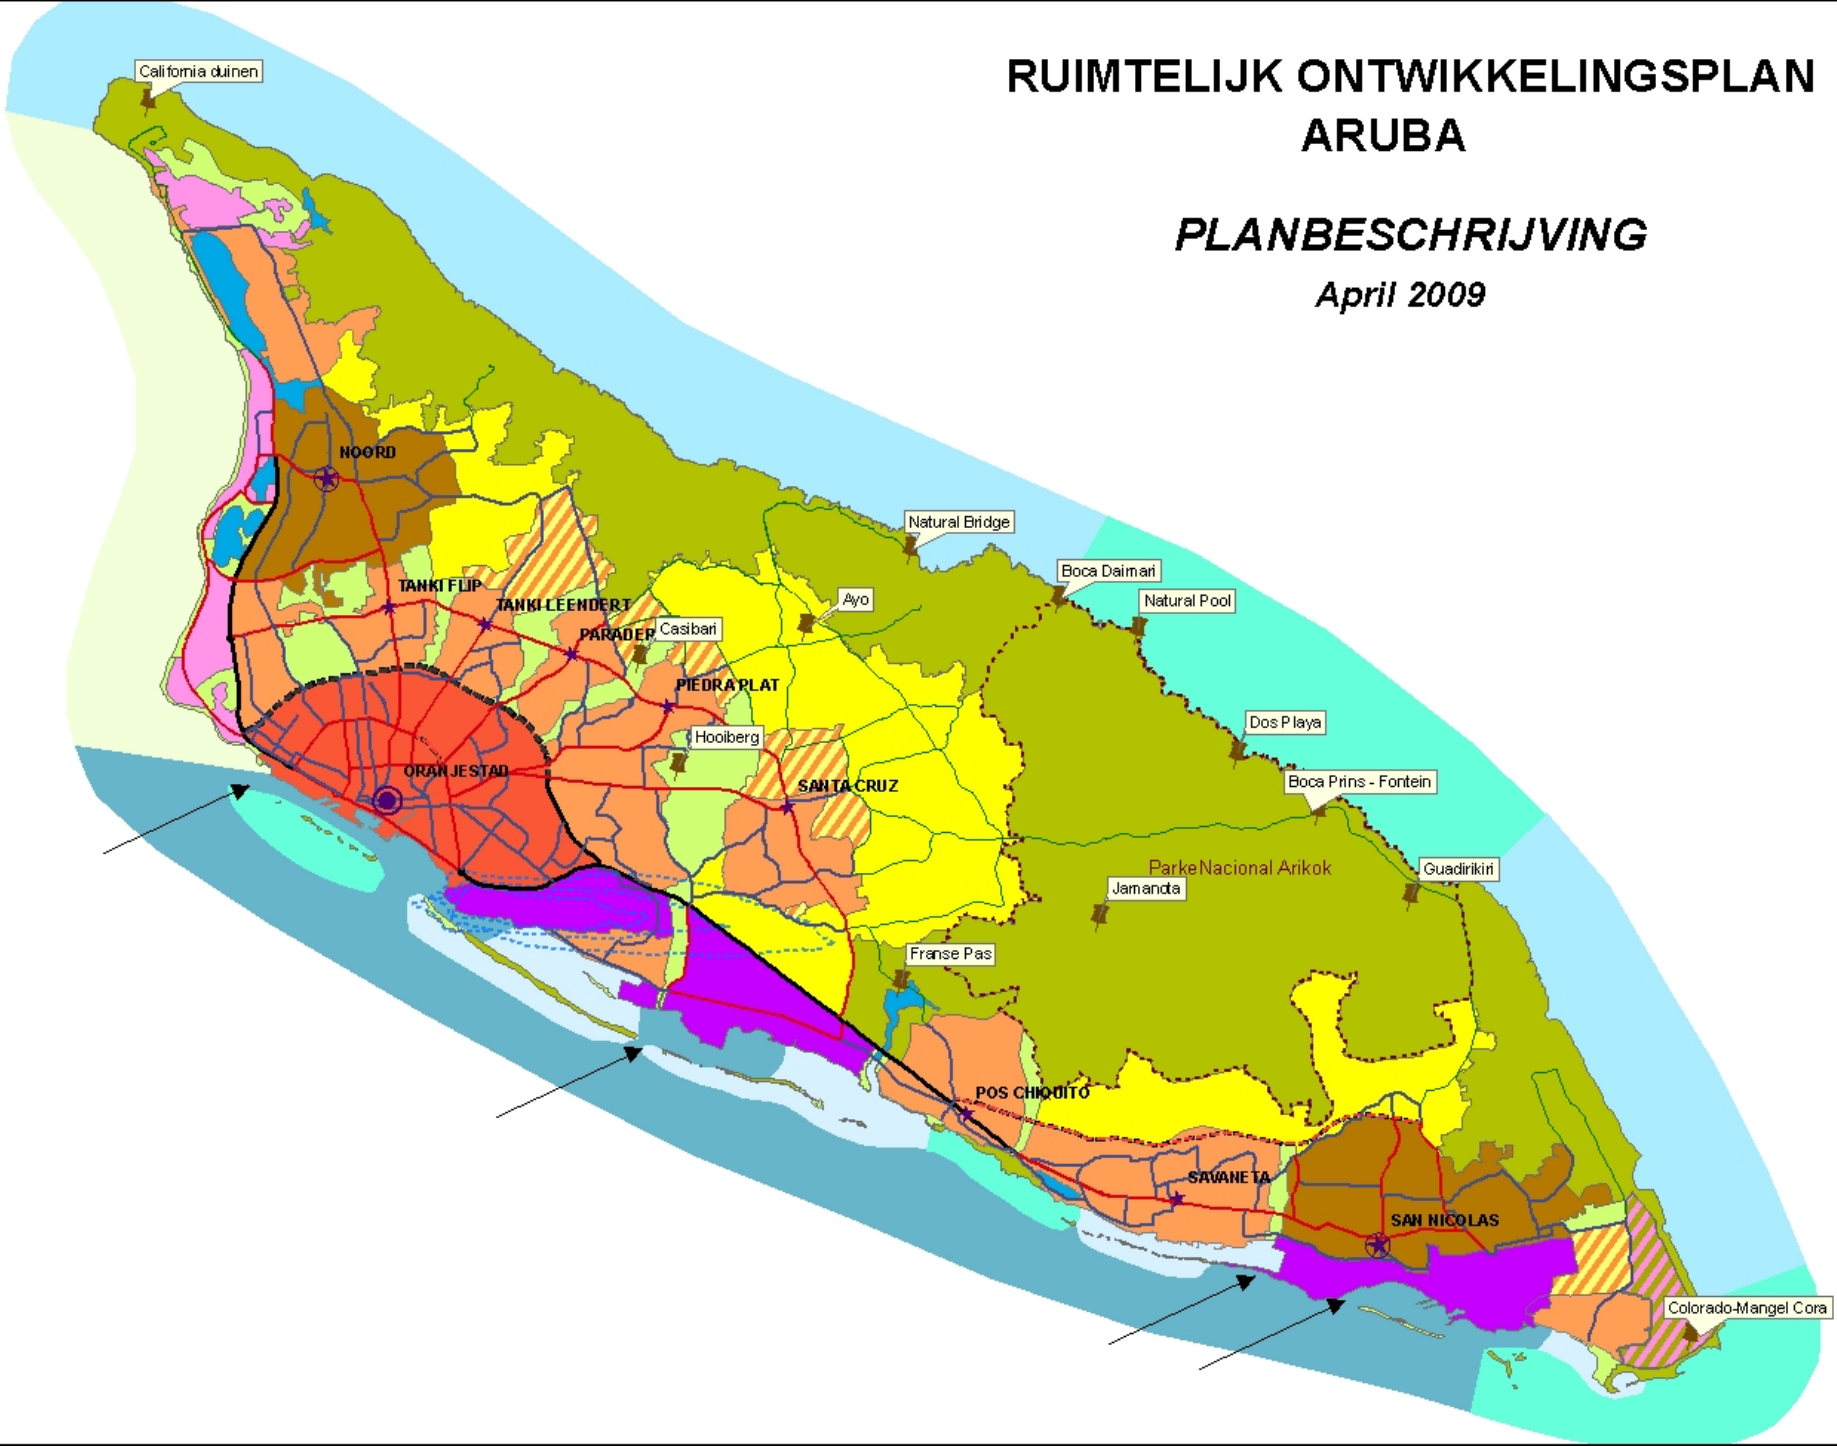 RUIMTELIJK ONTWIKKELINGSPLAN
ARUBA
PLANBESCHRIJVING
April 2009
California duinen
NOORD
Natural Bridge
Boca Daimari
Natural Pool
TANKI FLIP
TANKI LEENDERT
Ayo
PARADER
Casibari
PIEDRA PLAT
Hooiberg
Dos Playa
ORANJESTAD
SANTA CRUZ
Boca Prins - Fontein
Parke Nacional Arikok
Guadirikiri
Jamanota
Franse Pas
POS CHIQUITO
SAVANETA
SAN NICOLAS
Colorado-Mangel Cora